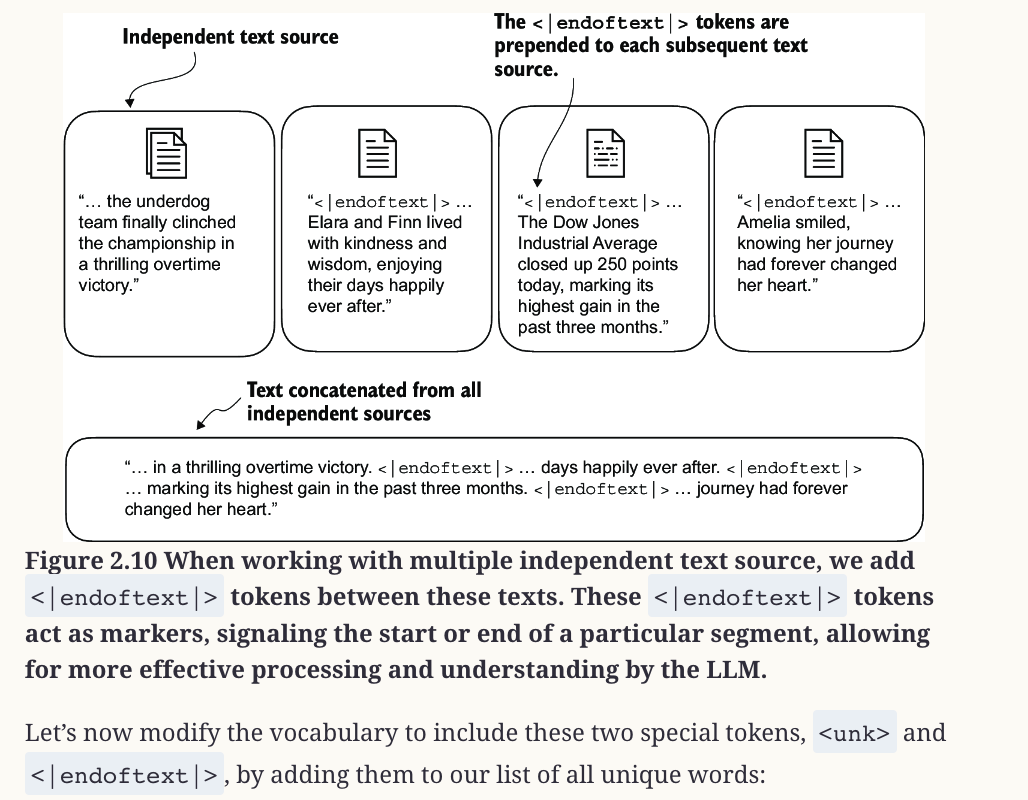 Independent text source
The <|endoftext|> tokens are
prepended to each subsequent text
source.
“... the underdog
team finally clinched
the championship in
a thrilling overtime
victory.”
“<|endoftext|> ...
Elara and Finn lived
with kindness and
wisdom, enjoying
their days happily
ever after.”
“<|endoftext|> ...
The Dow Jones
Industrial Average
closed up 250 points
today, marking its
highest gain in the
past three months.”
“<|endoftext|> ...
Amelia smiled,
knowing her journey
had forever changed
her heart.”
Text concatenated from all
independent sources
“... in a thrilling overtime victory. <|endoftext|> ... days happily ever after. <|endoftext|>
... marking its highest gain in the past three months. <|endoftext|> ... journey had forever
changed her heart.”
Figure 2.10 When working with multiple independent text source, we add
<|endoftext|> tokens between these texts. These <|endoftext|> tokens
act as markers, signaling the start or end of a particular segment, allowing
for more effective processing and understanding by the LLM.
Let’s now modify the vocabulary to include these two special tokens, <unk> and
<|endoftext|>, by adding them to our list of all unique words: